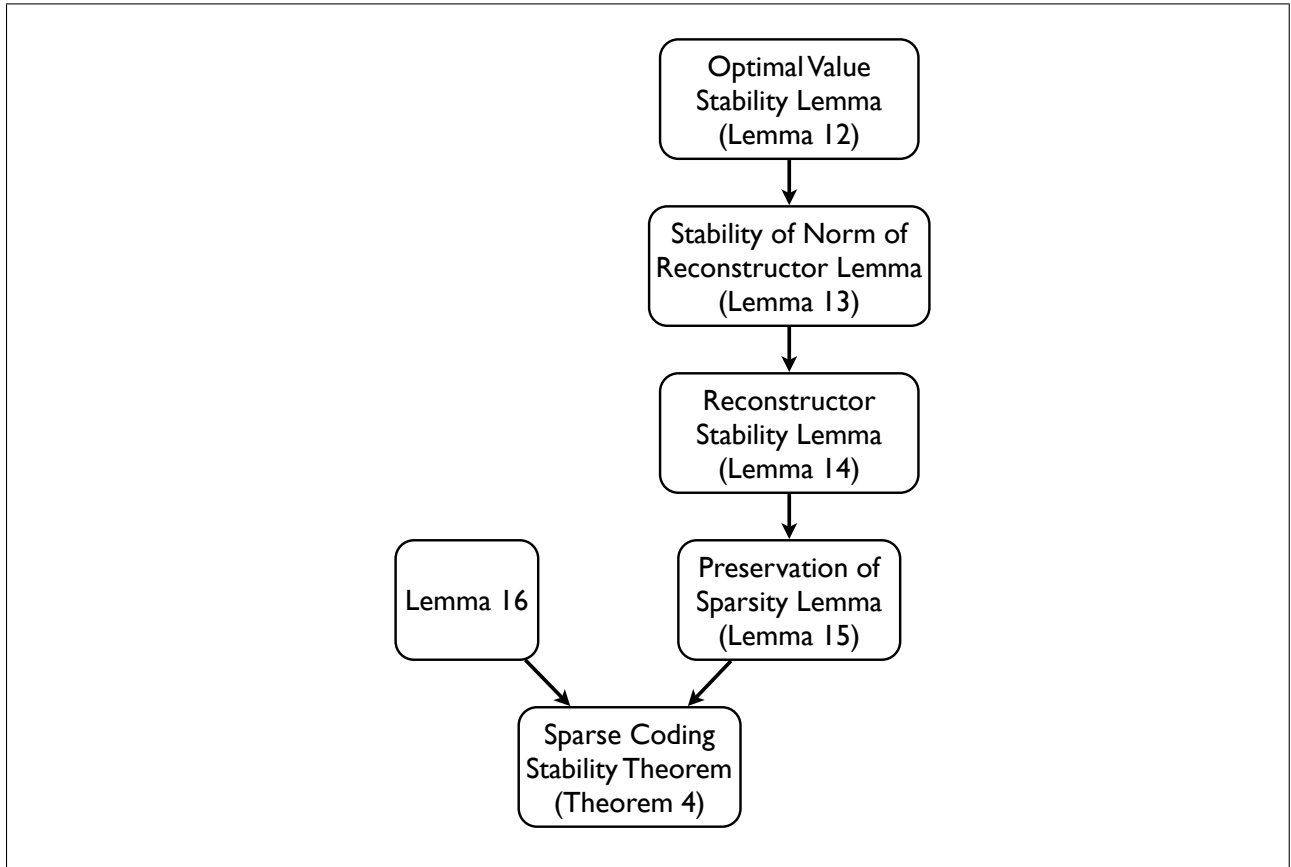 Optimal Value
Stability Lemma
(Lemma 12)
Stability of Norm of
Reconstructor Lemma
(Lemma 13)
Reconstructor
Stability Lemma
(Lemma 14)
Lemma 16
Preservation of
Sparsity Lemma
(Lemma 15)
Sparse Coding
Stability Theorem
(Theorem 4)